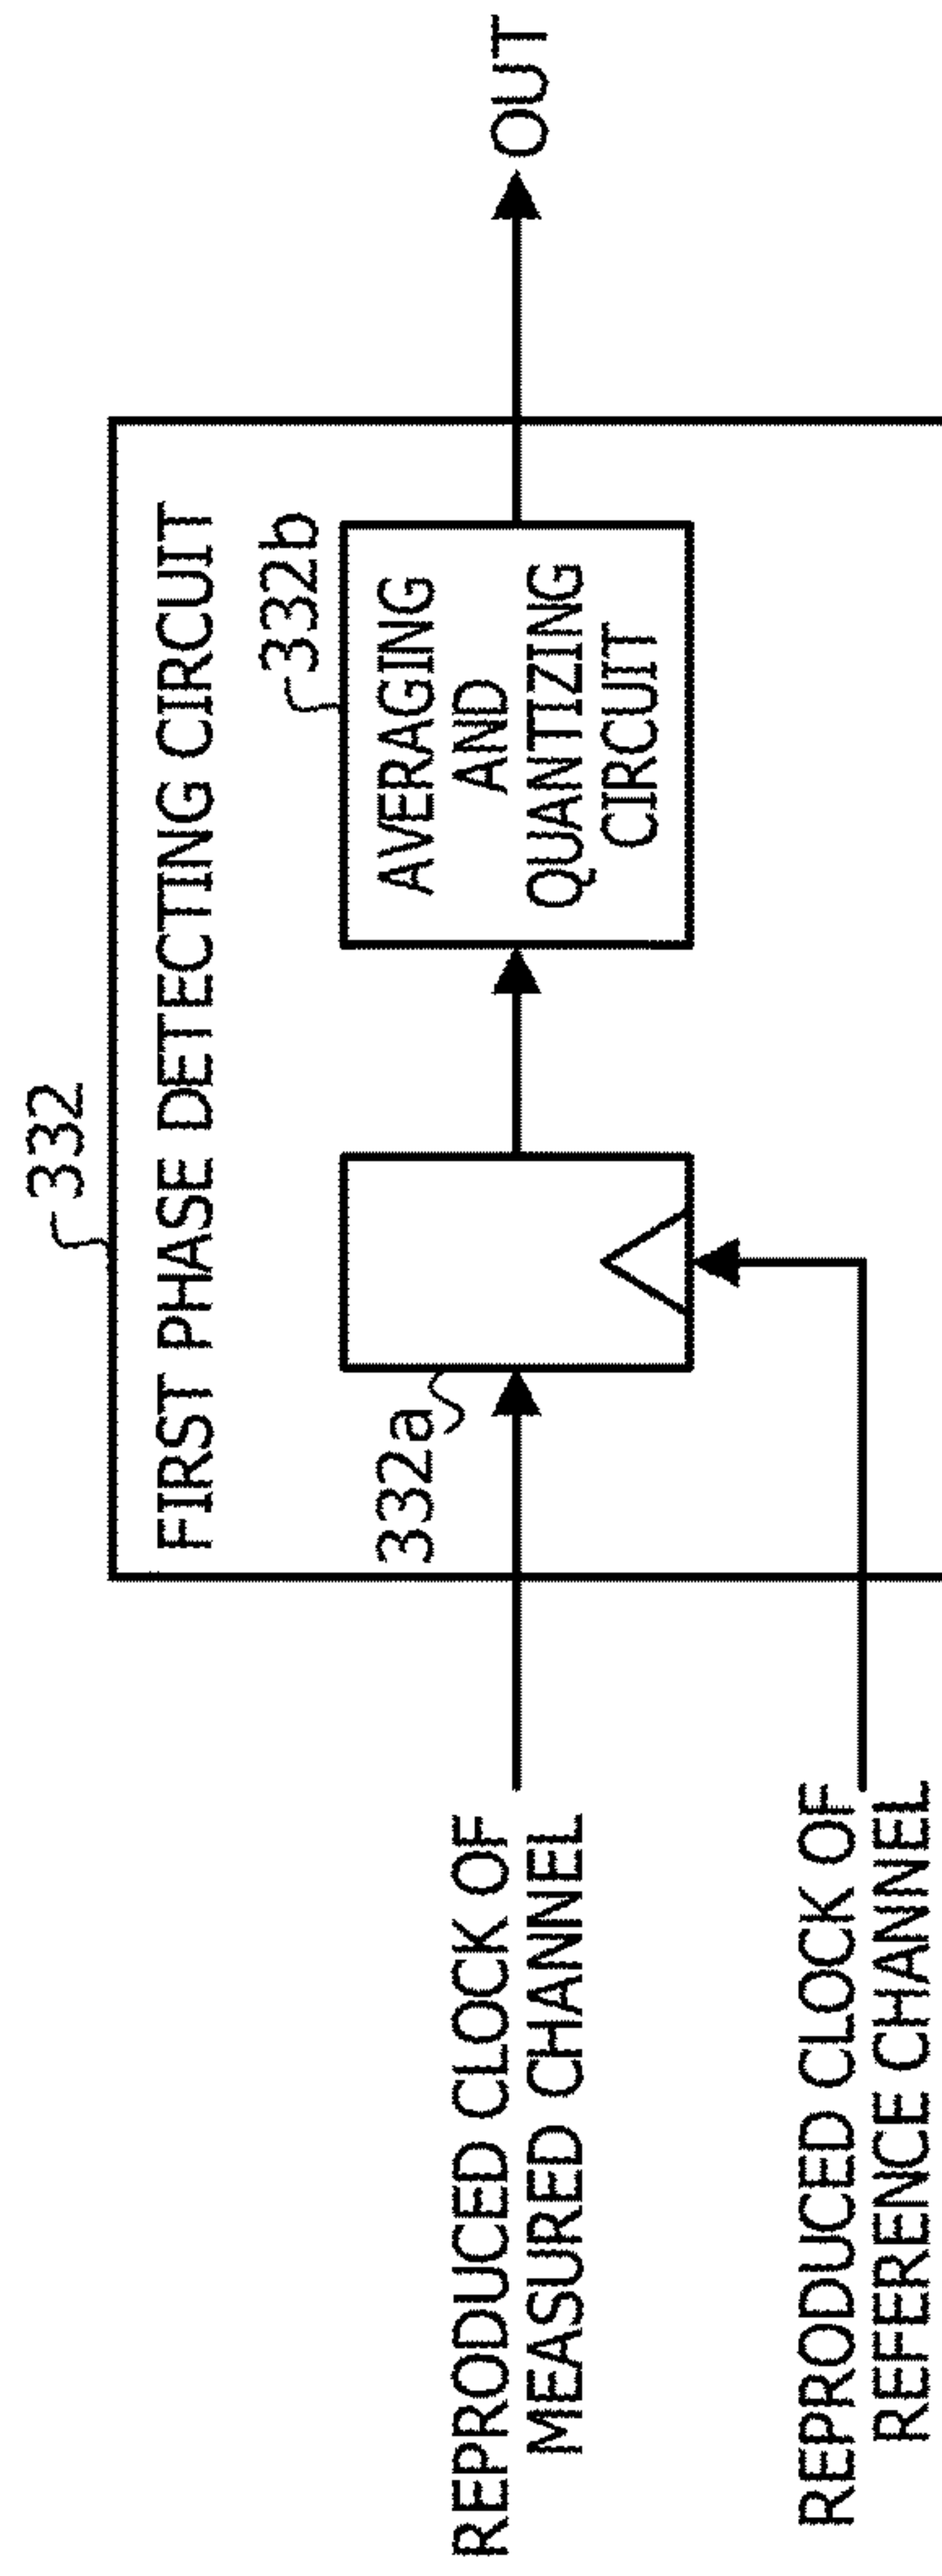 332
FIRST PHASE DETECTING CIRCUIT
332b
332a
AVERAGING
AND
QUANTIZING
CIRCUIT
REPRODUCED CLOCK OF
MEASURED CHANNEL
OUT
REPRODUCED CLOCK OF
REFERENCE CHANNEL